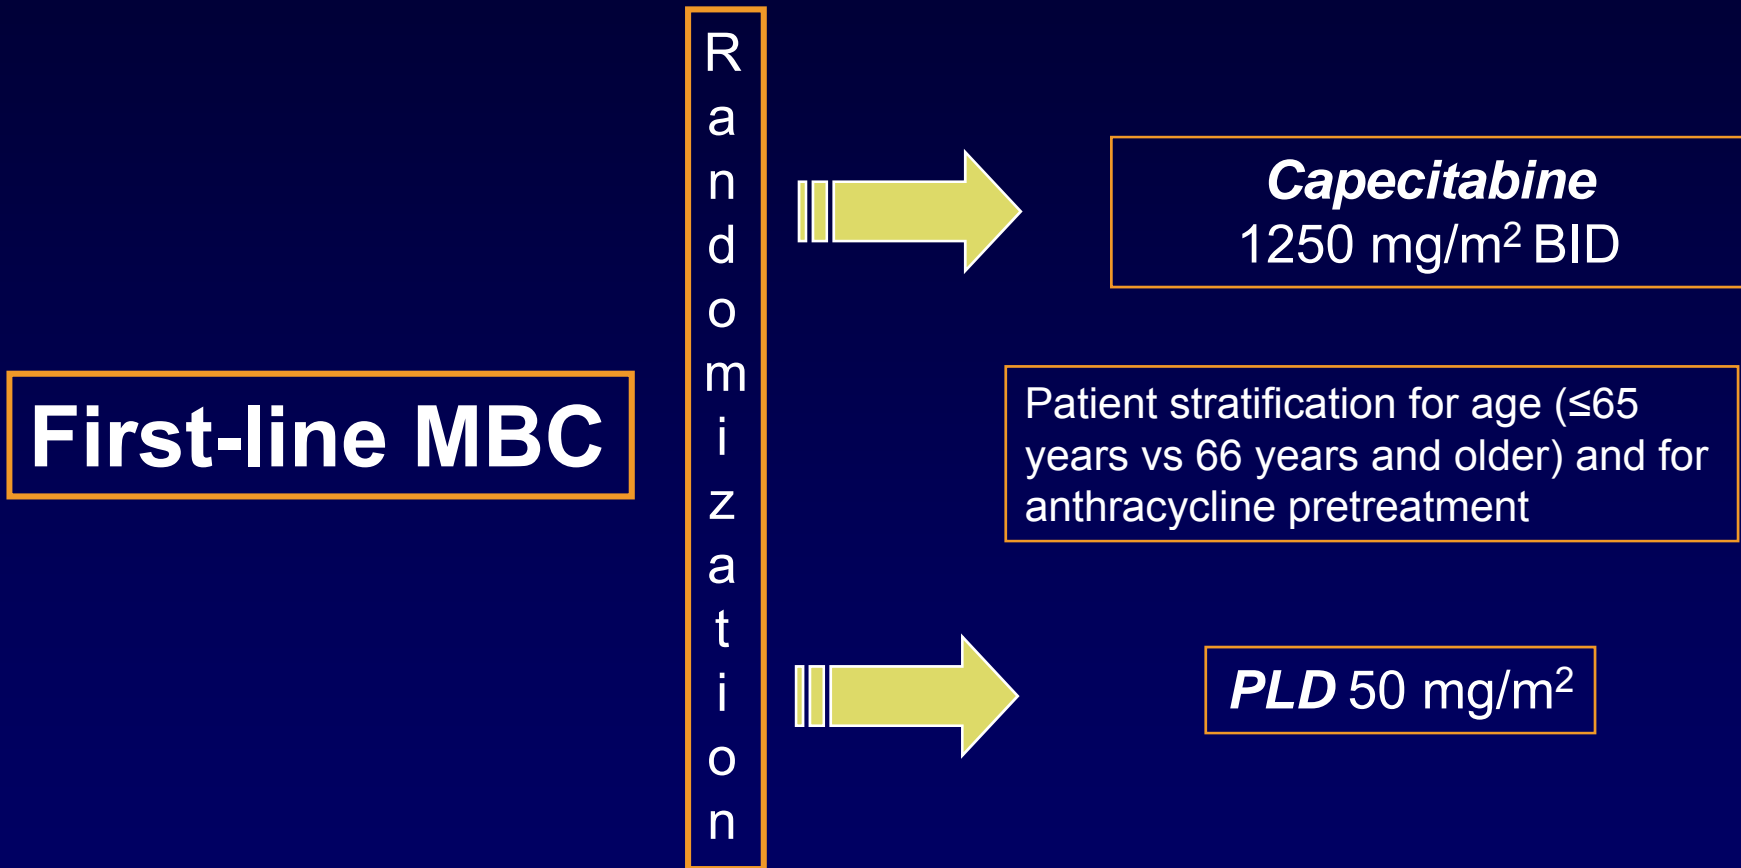 First-line MBC
Randomization
Capecitabine
1250 mg/m² BID
Patient stratification for age (≤65
years vs 66 years and older) and for
anthracycline pretreatment
PLD 50 mg/m²